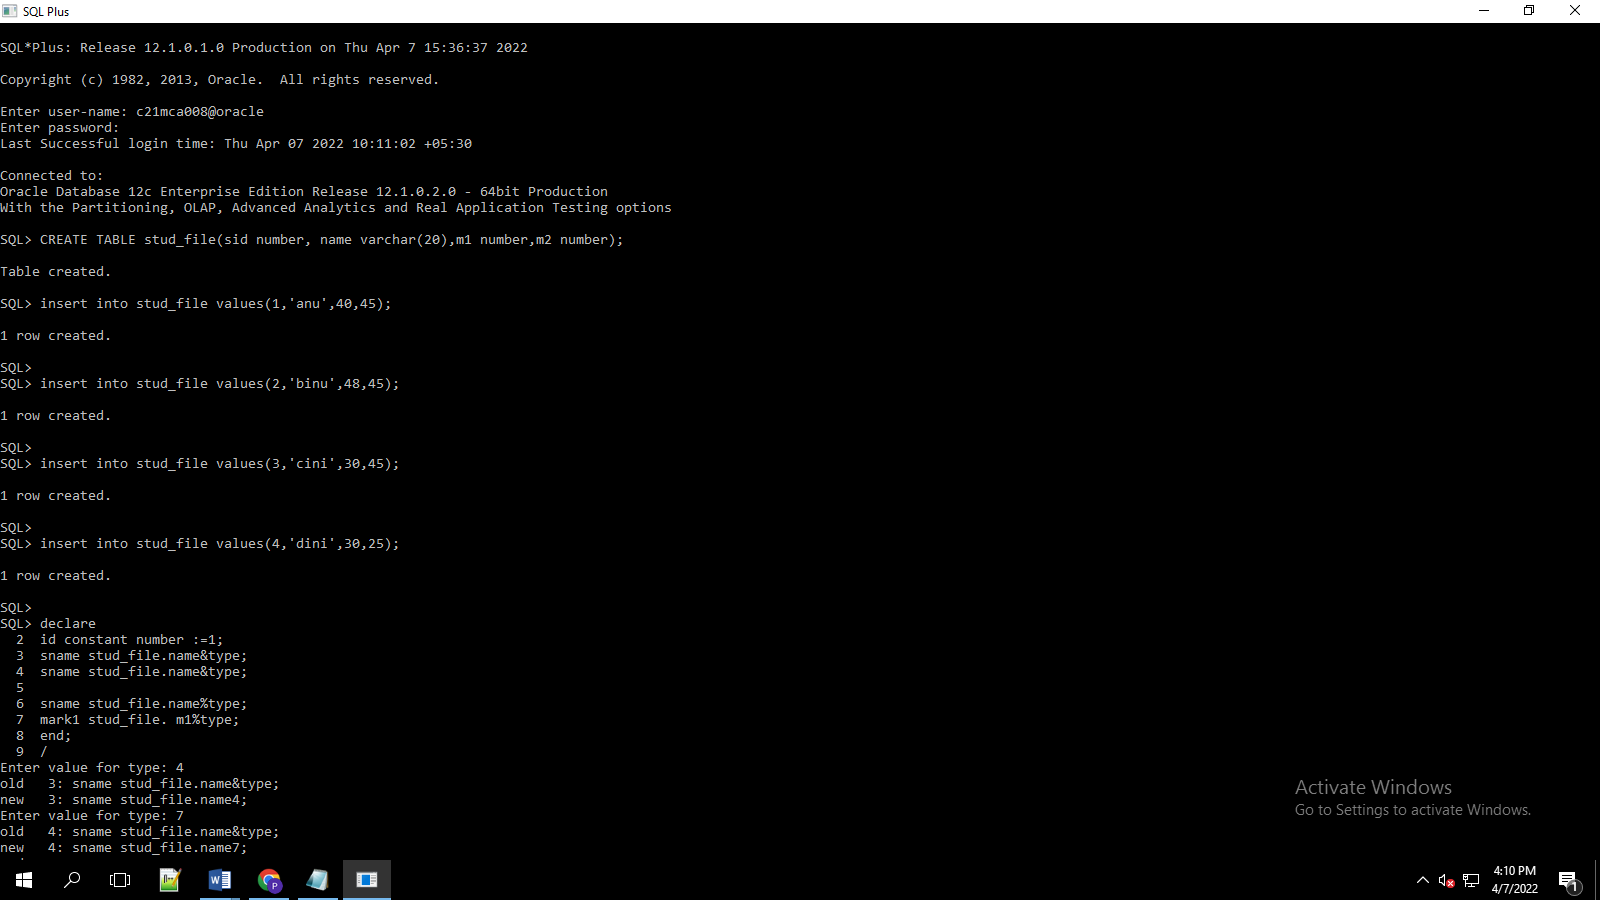 SQL Plus
SQL*Plus: Release 12.1.0.1.0 Production on Thu Apr 7 15:36:37 2022
Copyright (c) 1982, 2013, Oracle.  All rights reserved.
Enter user-name: c21mca008@oracle
Enter password:
Last Successful login time: Thu Apr 07 2022 10:11:02 +05:30
Connected to:
Oracle Database 12c Enterprise Edition Release 12.1.0.2.0 - 64bit Production
With the Partitioning, OLAP, Advanced Analytics and Real Application Testing options
SQL> CREATE TABLE stud_file(sid number, name varchar(20),m1 number,m2 number);
Table created.
SQL> insert into stud_file values(1,'anu',40,45);
1 row created.
SQL>
SQL> insert into stud_file values(2,'binu',48,45);
1 row created.
SQL>
SQL> insert into stud_file values(3,'cini',30,45);
1 row created.
SQL>
SQL> insert into stud_file values(4,'dini',30,25);
1 row created.
SQL>
SQL> declare
  2  id constant number :=1;
  3  sname stud_file.name&type;
  4  sname stud_file.name&type;
  5
  6  sname stud_file.name%type;
  7  mark1 stud_file. m1%type;
  8  end;
  9  /
Enter value for type: 4
old   3: sname stud_file.name&type;
new   3: sname stud_file.name4;
Enter value for type: 7
old   4: sname stud_file.name&type;
new   4: sname stud_file.name7;
Activate Windows
Go to Settings to activate Windows.
4:10 PM
4/7/2022
1